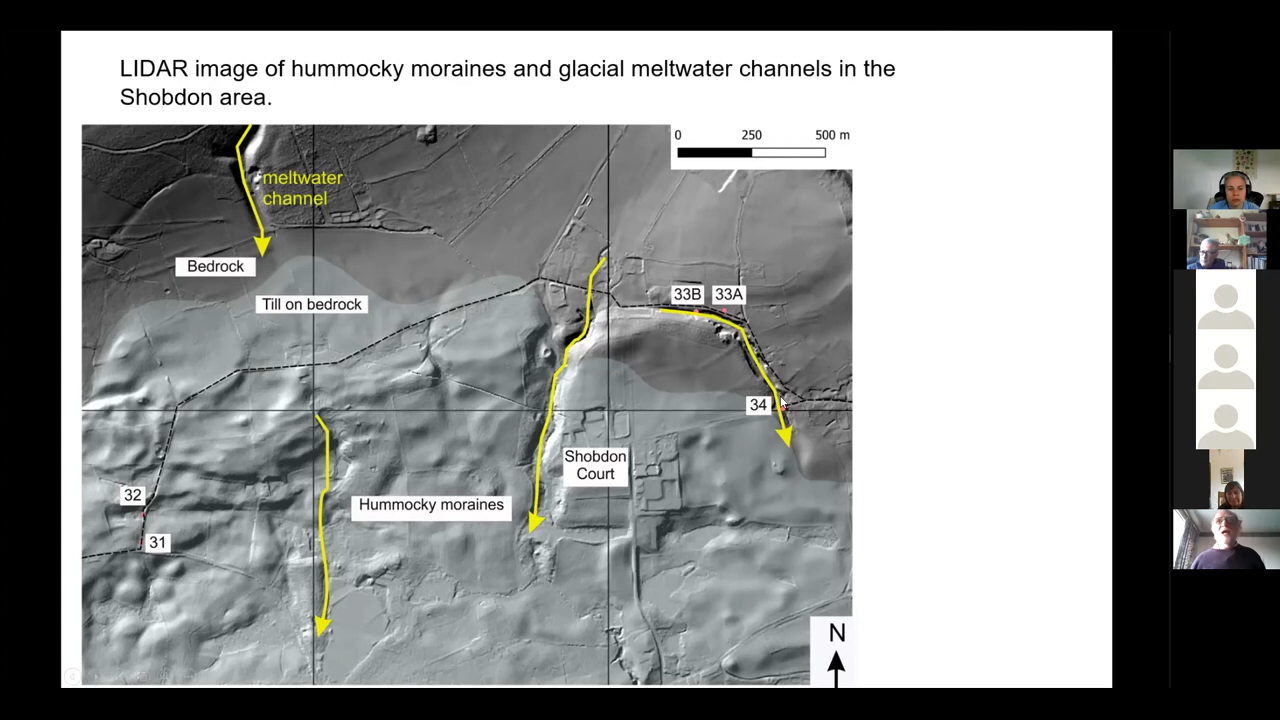 LIDAR image of hummocky moraines and glacial meltwater channels in the
Shobdon area.
0 250 500 m
meltwater
channel
Bedrock
Till on bedrock
33B 33A
34
Shobdon
Court
32
Hummocky moraines
31
N